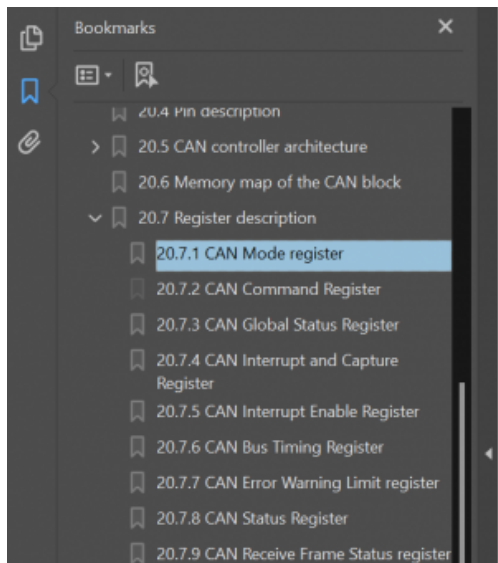 Bookmarks
20.4 Pin description
20.5 CAN controller architecture
20.6 Memory map of the CAN block
20.7 Register description
20.7.1 CAN Mode register
20.7.2 CAN Command Register
20.7.3 CAN Global Status Register
20.7.4 CAN Interrupt and Capture
Register
20.7.5 CAN Interrupt Enable Register
20.7.6 CAN Bus Timing Register
20.7.7 CAN Error Warning Limit register
20.7.8 CAN Status Register
20.7.9 CAN Receive Frame Status register